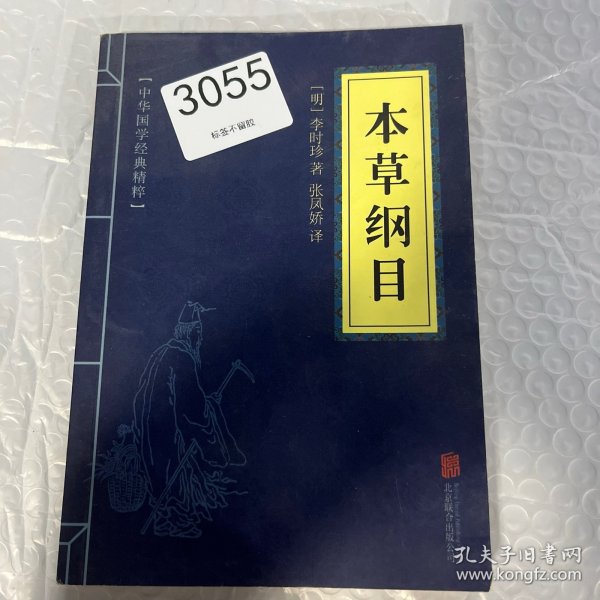 【中华国学经典精粹】
3055
标签不留胶
[明] 李时珍 著 张凤娇 译
本草纲目
北京联合出版公司
孔夫子旧书网
www.kongfz.com